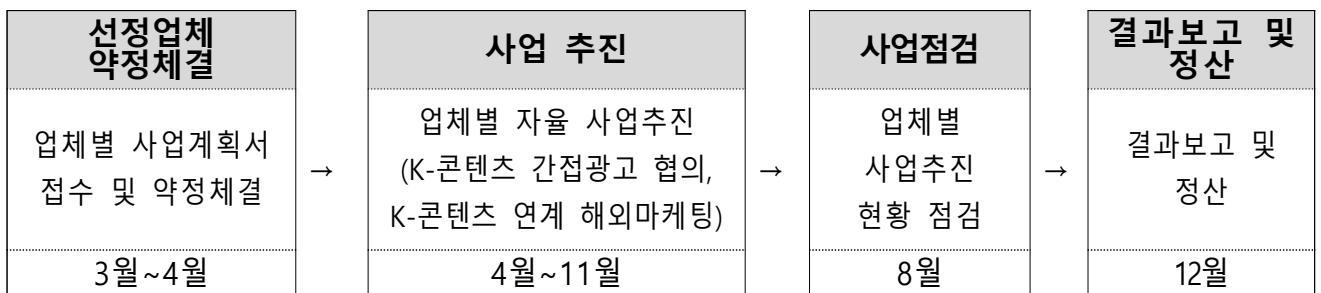 선정업체
약정체결
업체별 사업계획서
접수 및 약정체결
3월~4월
→
사업 추진
업체별 자율 사업추진
(K-콘텐츠 간접광고 협의,
K-콘텐츠 연계 해외마케팅)
4월~11월
→
사업점검
업체별
사업추진
현황 점검
8월
→
결과보고 및
정산
결과보고 및
정산
12월